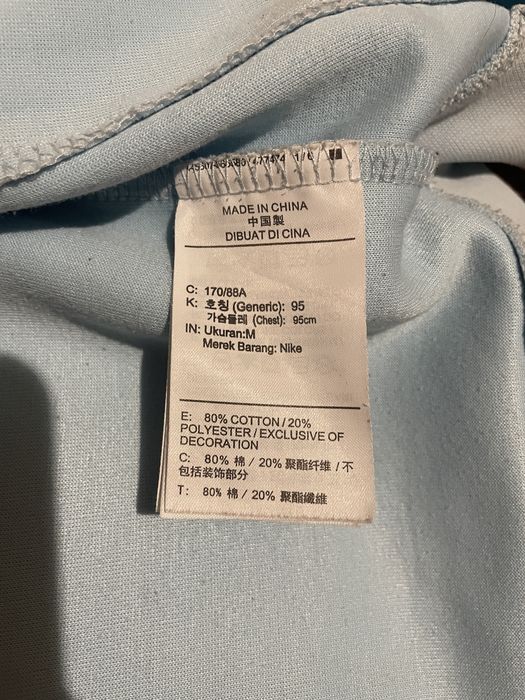 1/6
MADE IN CHINA
中国製
DIBUAT DI CINA
C: 170/88A
K: 호칭 (Generic): 95
가슴둘레 (Chest): 95cm
IN: Ukuran:M
Merek Barang: Nike
E: 80% COTTON / 20%
POLYESTER / EXCLUSIVE OF
DECORATION
C: 80% 棉 / 20% 聚酯纤维 / 不
包括装饰部分
T: 80% 棉 / 20% 聚酯纖維